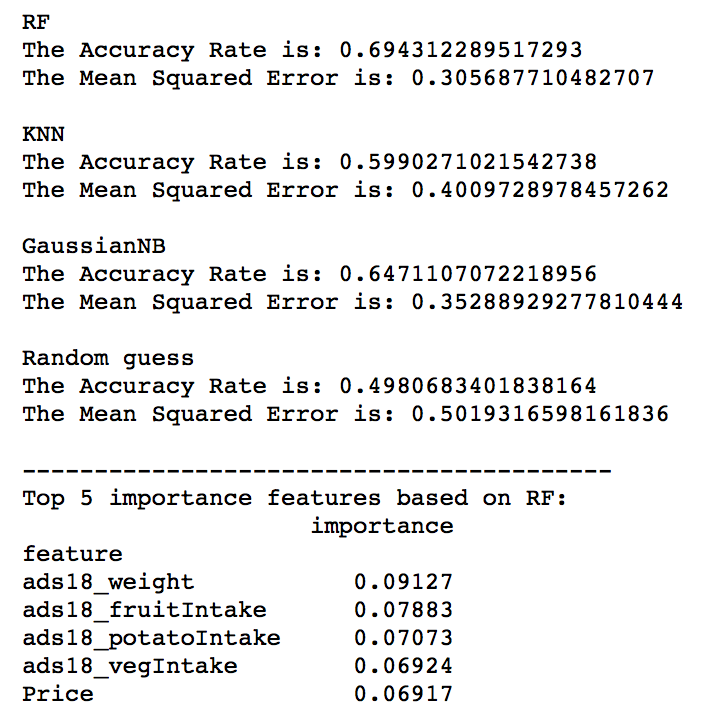 RF
The Accuracy Rate is: 0.694312289517293
The Mean Squared Error is: 0.305687710482707
KNN
The Accuracy Rate is: 0.5990271021542738
The Mean Squared Error is: 0.4009728978457262
GaussianNB
The Accuracy Rate is: 0.6471107072218956
The Mean Squared Error is: 0.35288929277810444
Random guess
The Accuracy Rate is: 0.4980683401838164
The Mean Squared Error is: 0.5019316598161836
-----------------------------------------
Top 5 importance features based on RF:
importance
feature
ads18_weight 0.09127
ads18_fruitIntake 0.07883
ads18_potatoIntake 0.07073
ads18_vegIntake 0.06924
Price 0.06917